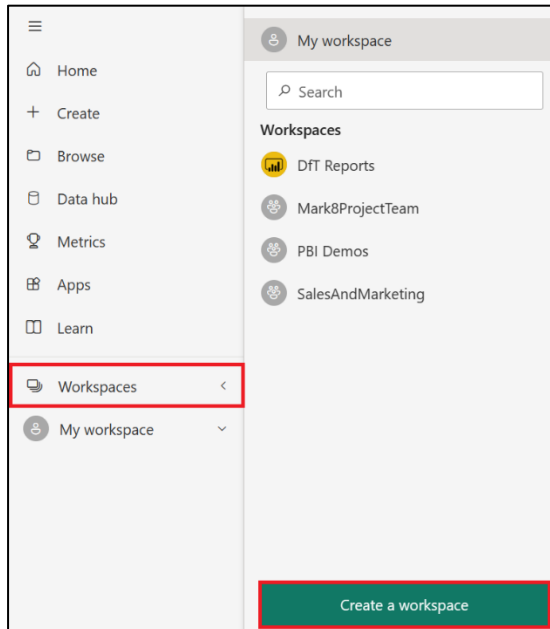 Home
Create
Browse
Data hub
Metrics
Apps
Learn
Workspaces
My workspace
My workspace
Search
Workspaces
DfT Reports
Mark8ProjectTeam
PBI Demos
SalesAndMarketing
Create a workspace